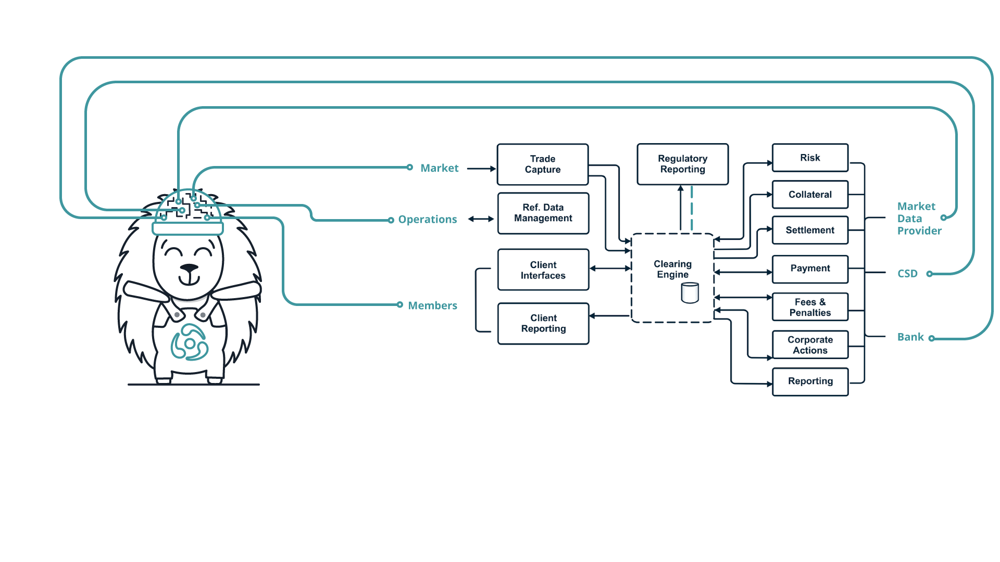 Market
Operations
Members
Trade
Capture
Ref. Data
Management
Client
Interfaces
Client
Reporting
Regulatory
Reporting
Clearing
Engine
Risk
Collateral
Settlement
Payment
Fees &
Penalties
Corporate
Actions
Reporting
Market
Data
Provider
CSD
Bank